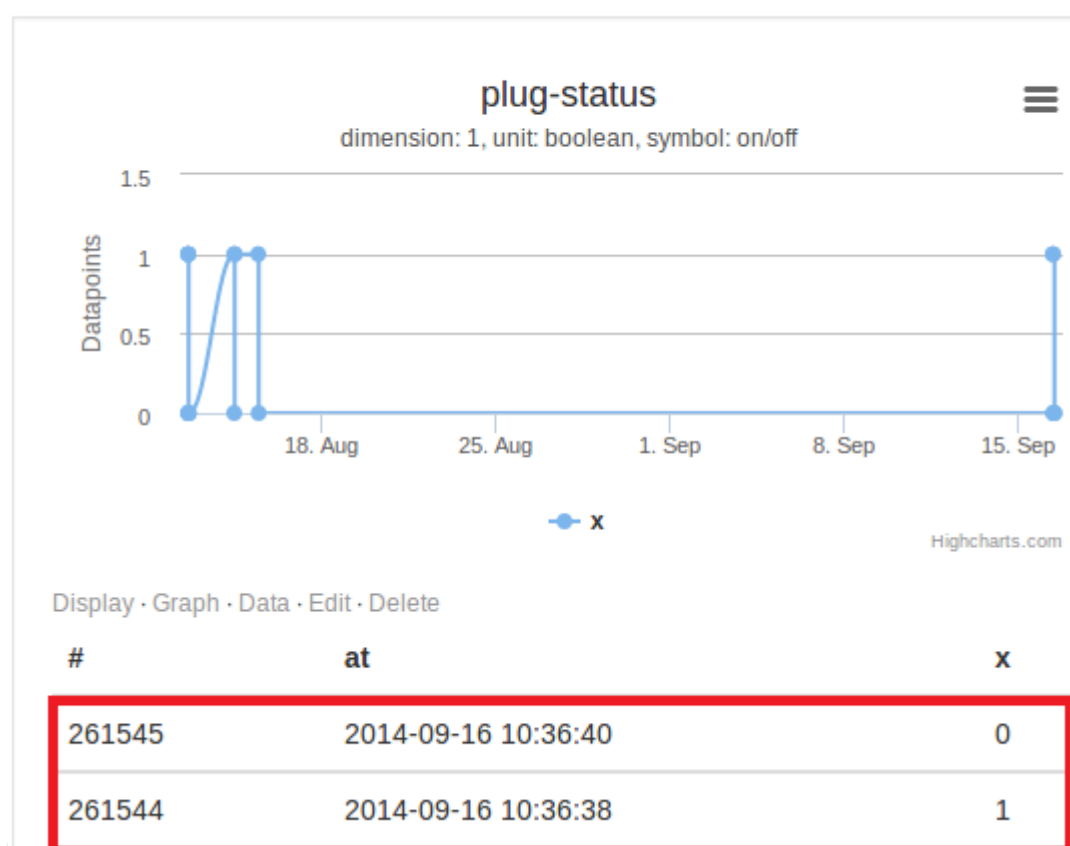 plug-status
dimension: 1, unit: boolean, symbol: on/off
1.5
1
0.5
0
Datapoints
18. Aug 25. Aug 1. Sep 8. Sep 15. Sep
x
Highcharts.com
Display · Graph · Data · Edit · Delete
# at x
261545 2014-09-16 10:36:40 0
261544 2014-09-16 10:36:38 1